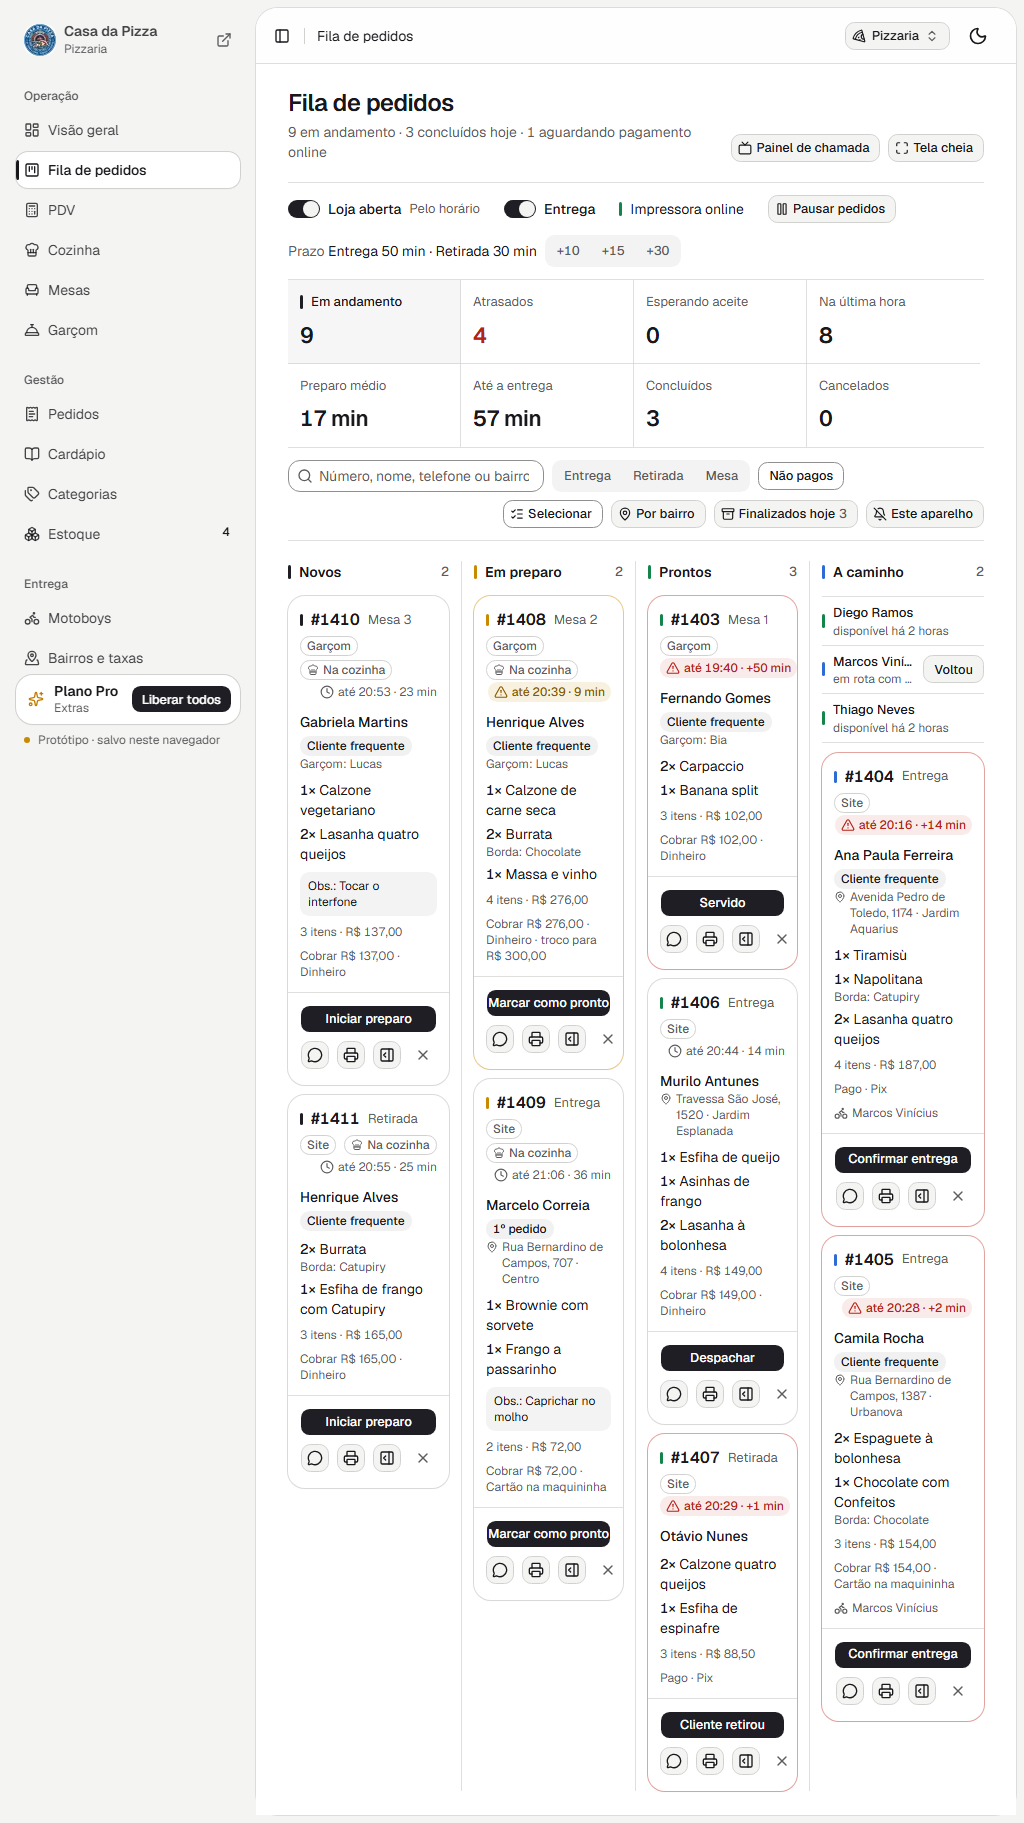 Casa da Pizza
Pizzaria
Operação
Visão geral
Fila de pedidos
PDV
Cozinha
Mesas
Garçom
Gestão
Pedidos
Cardápio
Categorias
Estoque 4
Entrega
Motoboys
Bairros e taxas
Plano Pro
Extras
Liberar todos
Protótipo · salvo neste navegador
Fila de pedidos
Pizzaria
Fila de pedidos
9 em andamento · 3 concluídos hoje · 1 aguardando pagamento
online
Painel de chamada
Tela cheia
Loja aberta Pelo horário
Entrega
Impressora online
Pausar pedidos
Prazo Entrega 50 min · Retirada 30 min
+10 +15 +30
Em andamento
9
Atrasados
4
Esperando aceite
0
Na última hora
8
Preparo médio
17 min
Até a entrega
57 min
Concluídos
3
Cancelados
0
Número, nome, telefone ou bairro
Entrega Retirada Mesa
Não pagos
Selecionar
Por bairro
Finalizados hoje 3
Este aparelho
Novos 2
#1410 Mesa 3
Garçom
Na cozinha
até 20:53 · 23 min
Gabriela Martins
Cliente frequente
Garçom: Lucas
1× Calzone
vegetariano
2× Lasanha quatro
queijos
Obs.: Tocar o
interfone
3 itens · R$ 137,00
Cobrar R$ 137,00 ·
Dinheiro
Iniciar preparo
#1411 Retirada
Site Na cozinha
até 20:55 · 25 min
Henrique Alves
Cliente frequente
2× Burrata
Borda: Catupiry
1× Esfiha de frango
com Catupiry
3 itens · R$ 165,00
Cobrar R$ 165,00 ·
Dinheiro
Iniciar preparo
Em preparo 2
#1408 Mesa 2
Garçom
Na cozinha
até 20:39 · 9 min
Henrique Alves
Cliente frequente
Garçom: Lucas
1× Calzone de
carne seca
2× Burrata
Borda: Chocolate
1× Massa e vinho
4 itens · R$ 276,00
Cobrar R$ 276,00 ·
Dinheiro · troco para
R$ 300,00
Marcar como pronto
#1409 Entrega
Site
Na cozinha
até 21:06 · 36 min
Marcelo Correia
1º pedido
Rua Bernardino de
Campos, 707 ·
Centro
1× Brownie com
sorvete
1× Frango a
passarinho
Obs.: Caprichar no
molho
2 itens · R$ 72,00
Cobrar R$ 72,00 ·
Cartão na maquininha
Marcar como pronto
Prontos 3
#1403 Mesa 1
Garçom
até 19:40 · +50 min
Fernando Gomes
Cliente frequente
Garçom: Bia
2× Carpaccio
1× Banana split
3 itens · R$ 102,00
Cobrar R$ 102,00 ·
Dinheiro
Servido
#1406 Entrega
Site
até 20:44 · 14 min
Murilo Antunes
Travessa São José,
1520 · Jardim
Esplanada
1× Esfiha de queijo
1× Asinhas de
frango
2× Lasanha à
bolonhesa
4 itens · R$ 149,00
Cobrar R$ 149,00 ·
Dinheiro
Despachar
#1407 Retirada
Site
até 20:29 · +1 min
Otávio Nunes
2× Calzone quatro
queijos
1× Esfiha de
espinafre
3 itens · R$ 88,50
Pago · Pix
Cliente retirou
A caminho 2
Diego Ramos
disponível há 2 horas
Marcos Viní...
em rota com ...
Voltou
Thiago Neves
disponível há 2 horas
#1404 Entrega
Site
até 20:16 · +14 min
Ana Paula Ferreira
Cliente frequente
Avenida Pedro de
Toledo, 1174 · Jardim
Aquarius
1× Tiramisù
1× Napolitana
Borda: Catupiry
2× Lasanha quatro
queijos
4 itens · R$ 187,00
Pago · Pix
Marcos Vinícius
Confirmar entrega
#1405 Entrega
Site
até 20:28 · +2 min
Camila Rocha
Cliente frequente
Rua Bernardino de
Campos, 1387 ·
Urbanova
2× Espaguete à
bolonhesa
1× Chocolate com
Confeitos
Borda: Chocolate
3 itens · R$ 154,00
Cobrar R$ 154,00 ·
Cartão na maquininha
Marcos Vinícius
Confirmar entrega